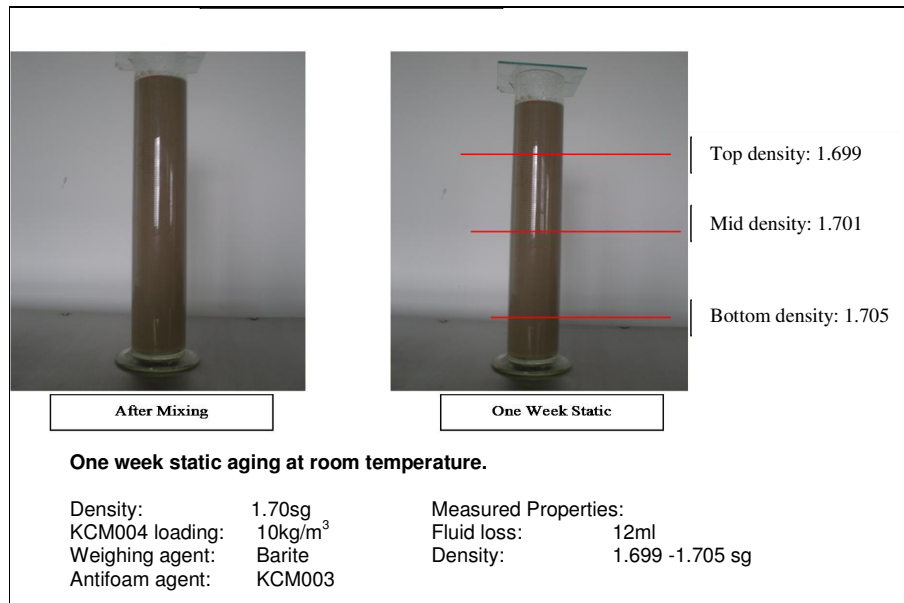 Top density: 1.699
Mid density: 1.701
Bottom density: 1.705
After Mixing
One Week Static
One week static aging at room temperature.
Density: 1.70sg
KCM004 loading: 10kg/m³
Weighing agent: Barite
Antifoam agent: KCM003
Measured Properties:
Fluid loss: 12ml
Density: 1.699 -1.705 sg